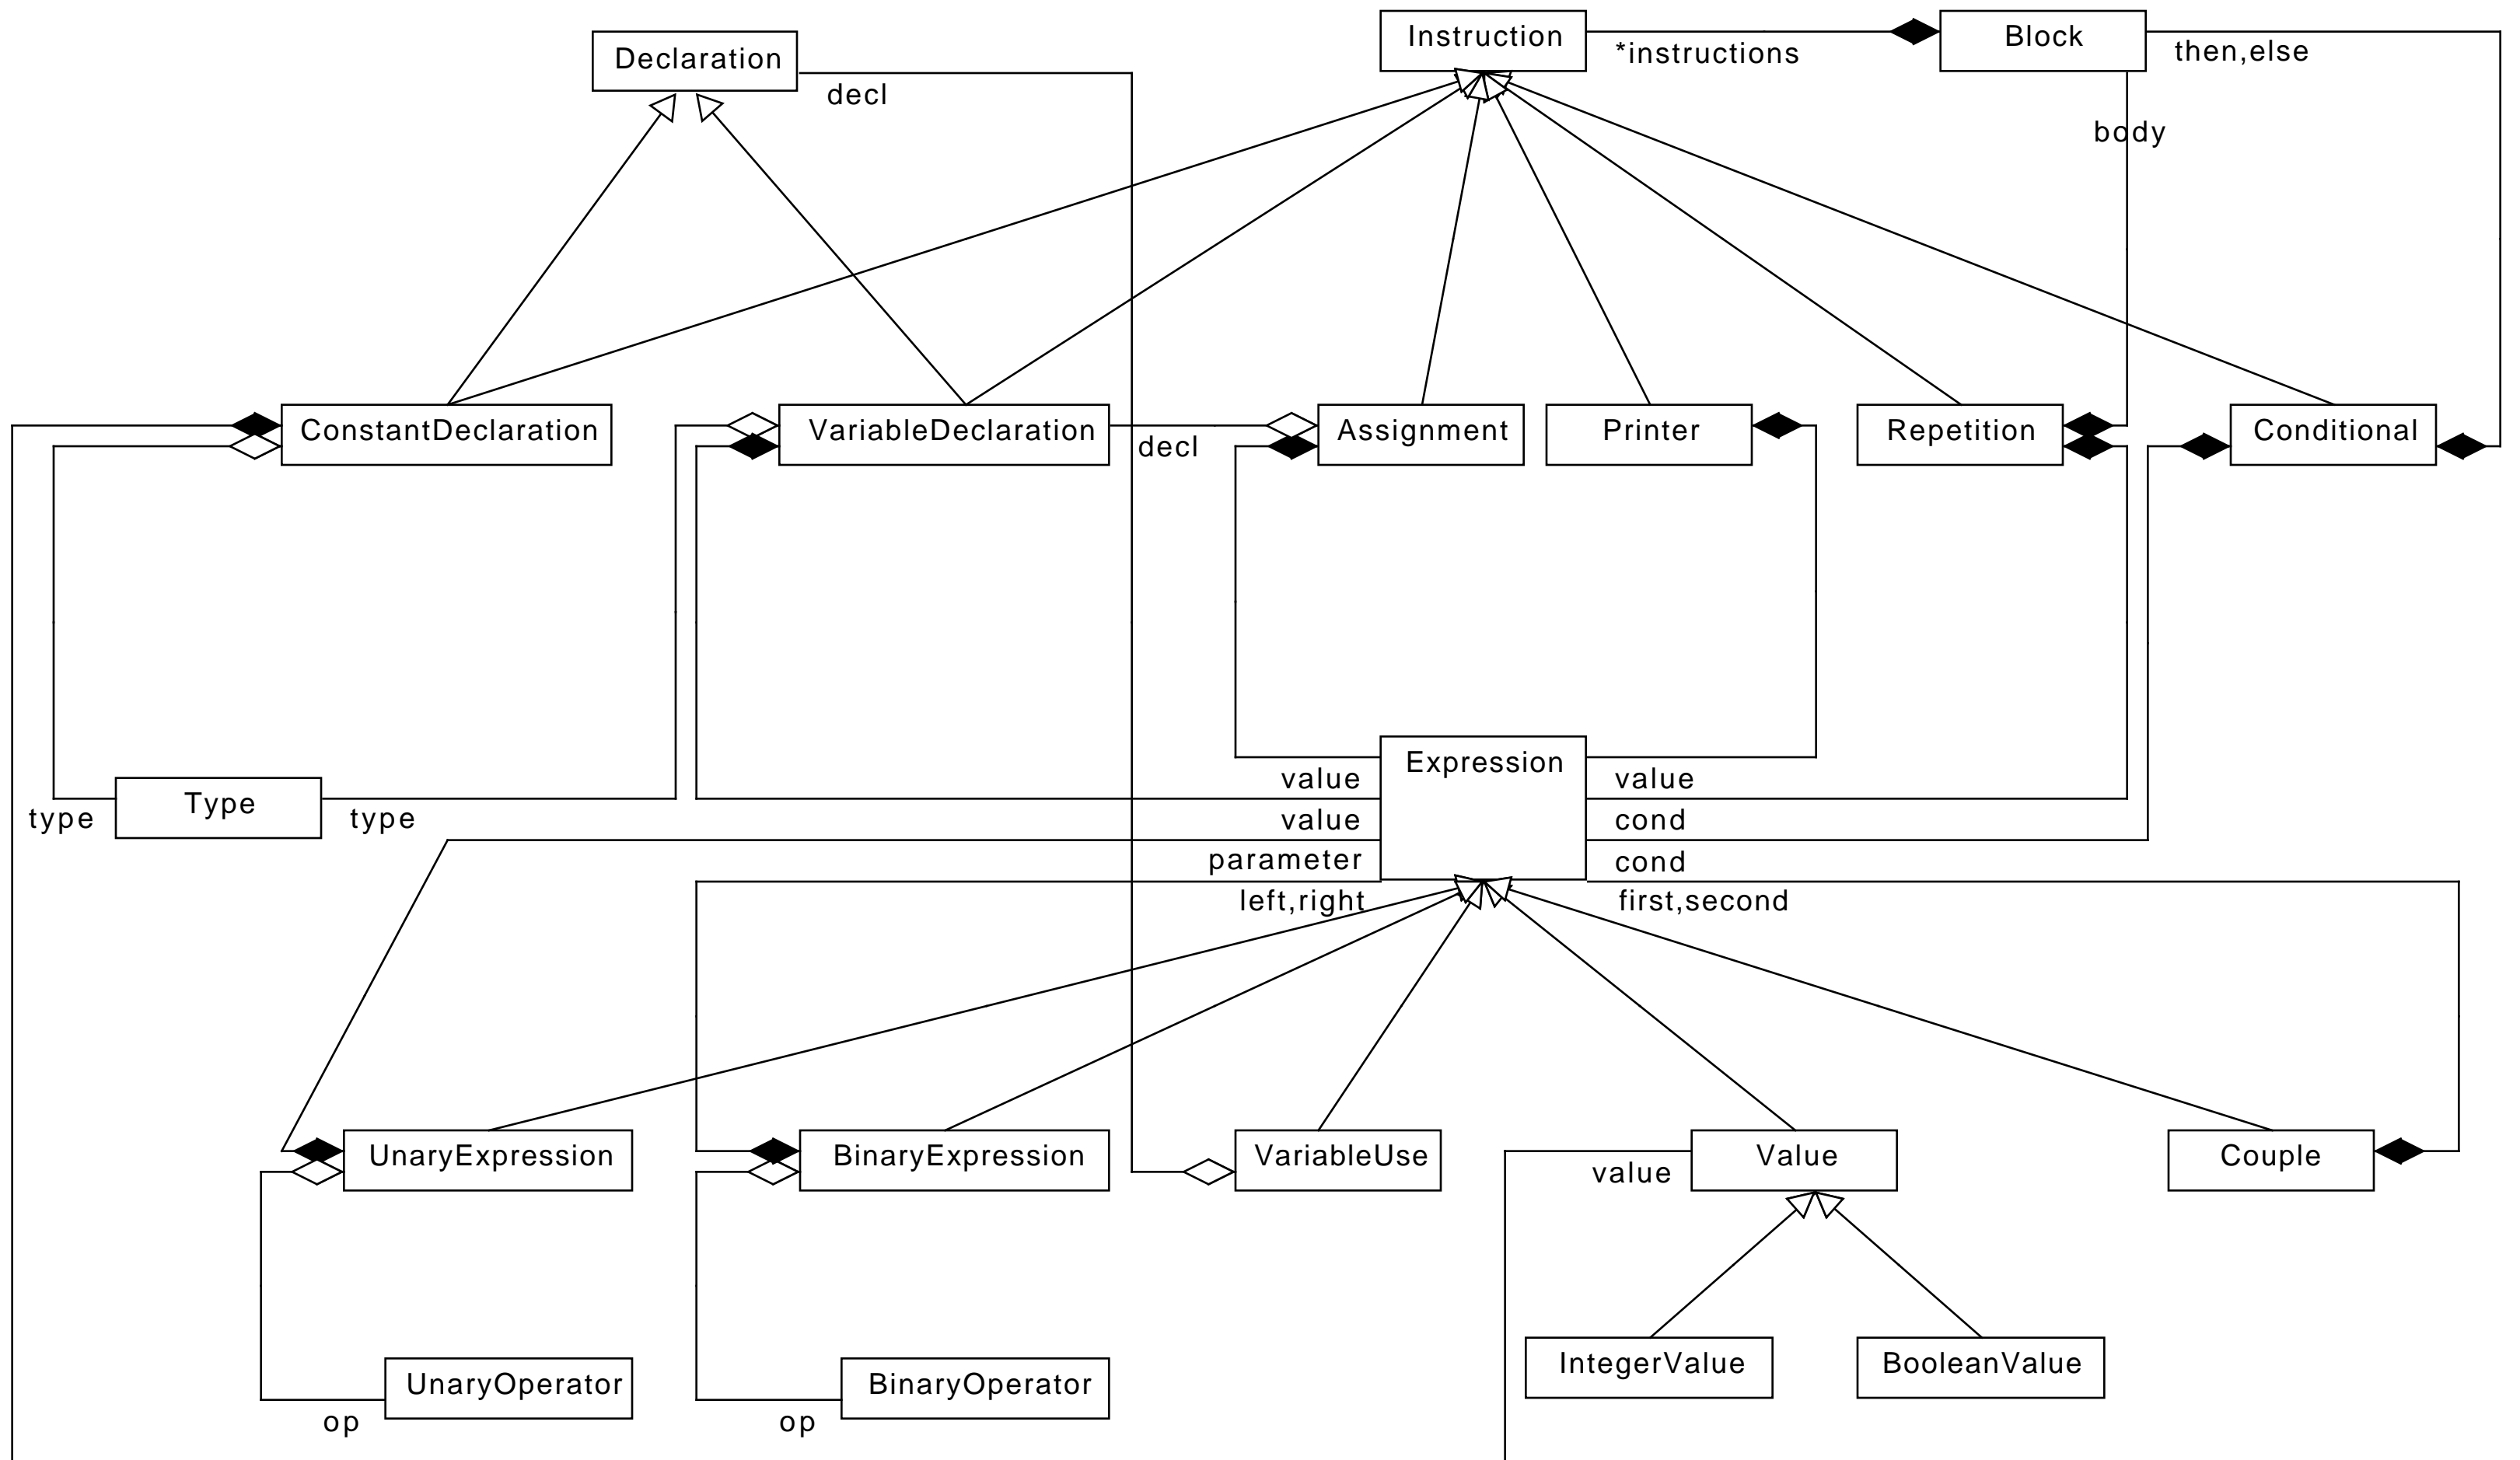 Declaration
decl
Instruction
*instructions
Block
then,else
body
ConstantDeclaration
VariableDeclaration
decl
Assignment
Printer
Repetition
Conditional
Type
type
type
Expression
value
value
value
cond
parameter
cond
left,right
first,second
UnaryExpression
BinaryExpression
VariableUse
value
Value
Couple
UnaryOperator
op
BinaryOperator
op
IntegerValue
BooleanValue